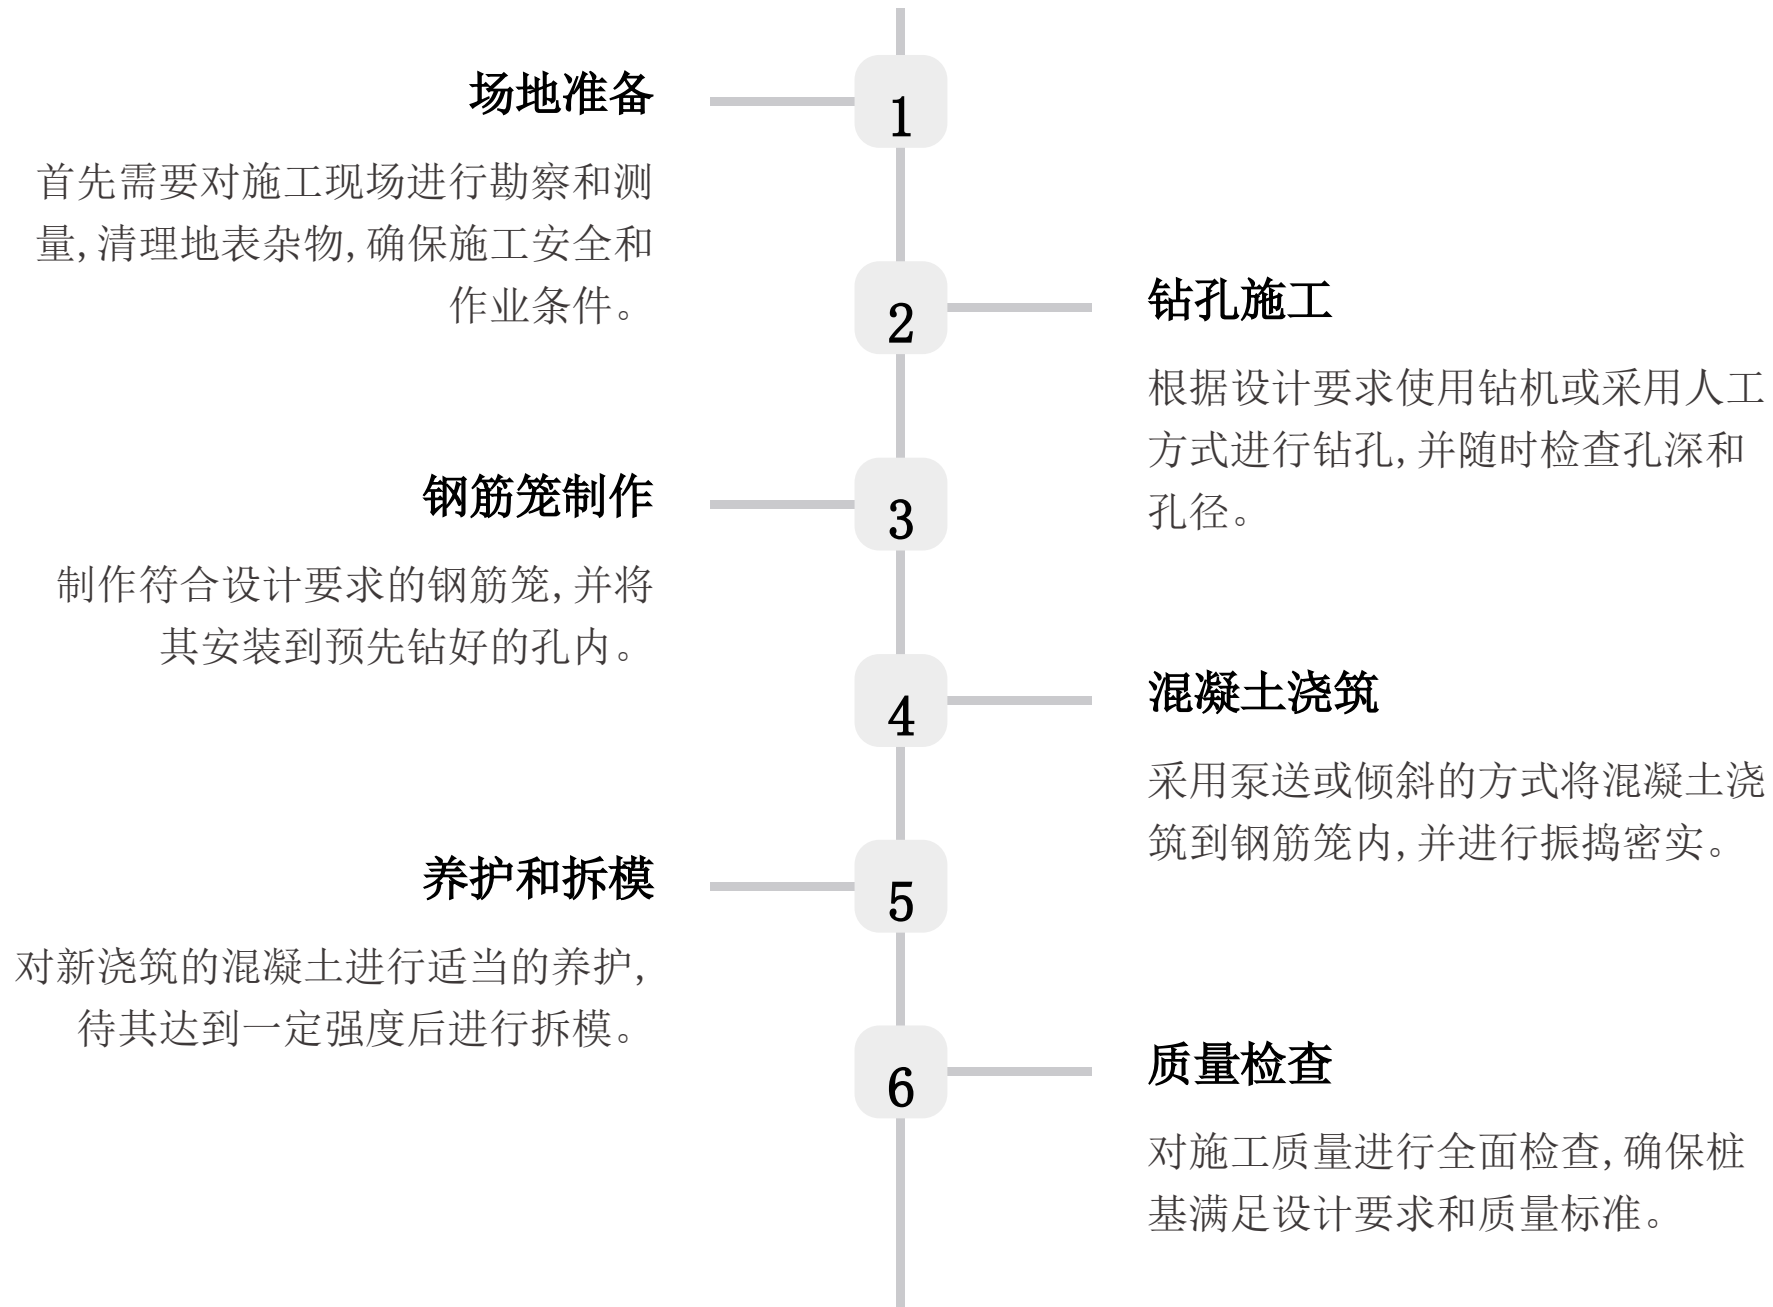 1
场地准备
首先需要对施工现场进行勘察和测
量,清理地表杂物,确保施工安全和
作业条件。
2
钻孔施工
根据设计要求使用钻机或采用人工
方式进行钻孔,并随时检查孔深和
孔径。
3
钢筋笼制作
制作符合设计要求的钢筋笼,并将
其安装到预先钻好的孔内。
4
混凝土浇筑
采用泵送或倾斜的方式将混凝土浇
筑到钢筋笼内,并进行振捣密实。
5
养护和拆模
对新浇筑的混凝土进行适当的养护,
待其达到一定强度后进行拆模。
6
质量检查
对施工质量进行全面检查,确保桩
基满足设计要求和质量标准。